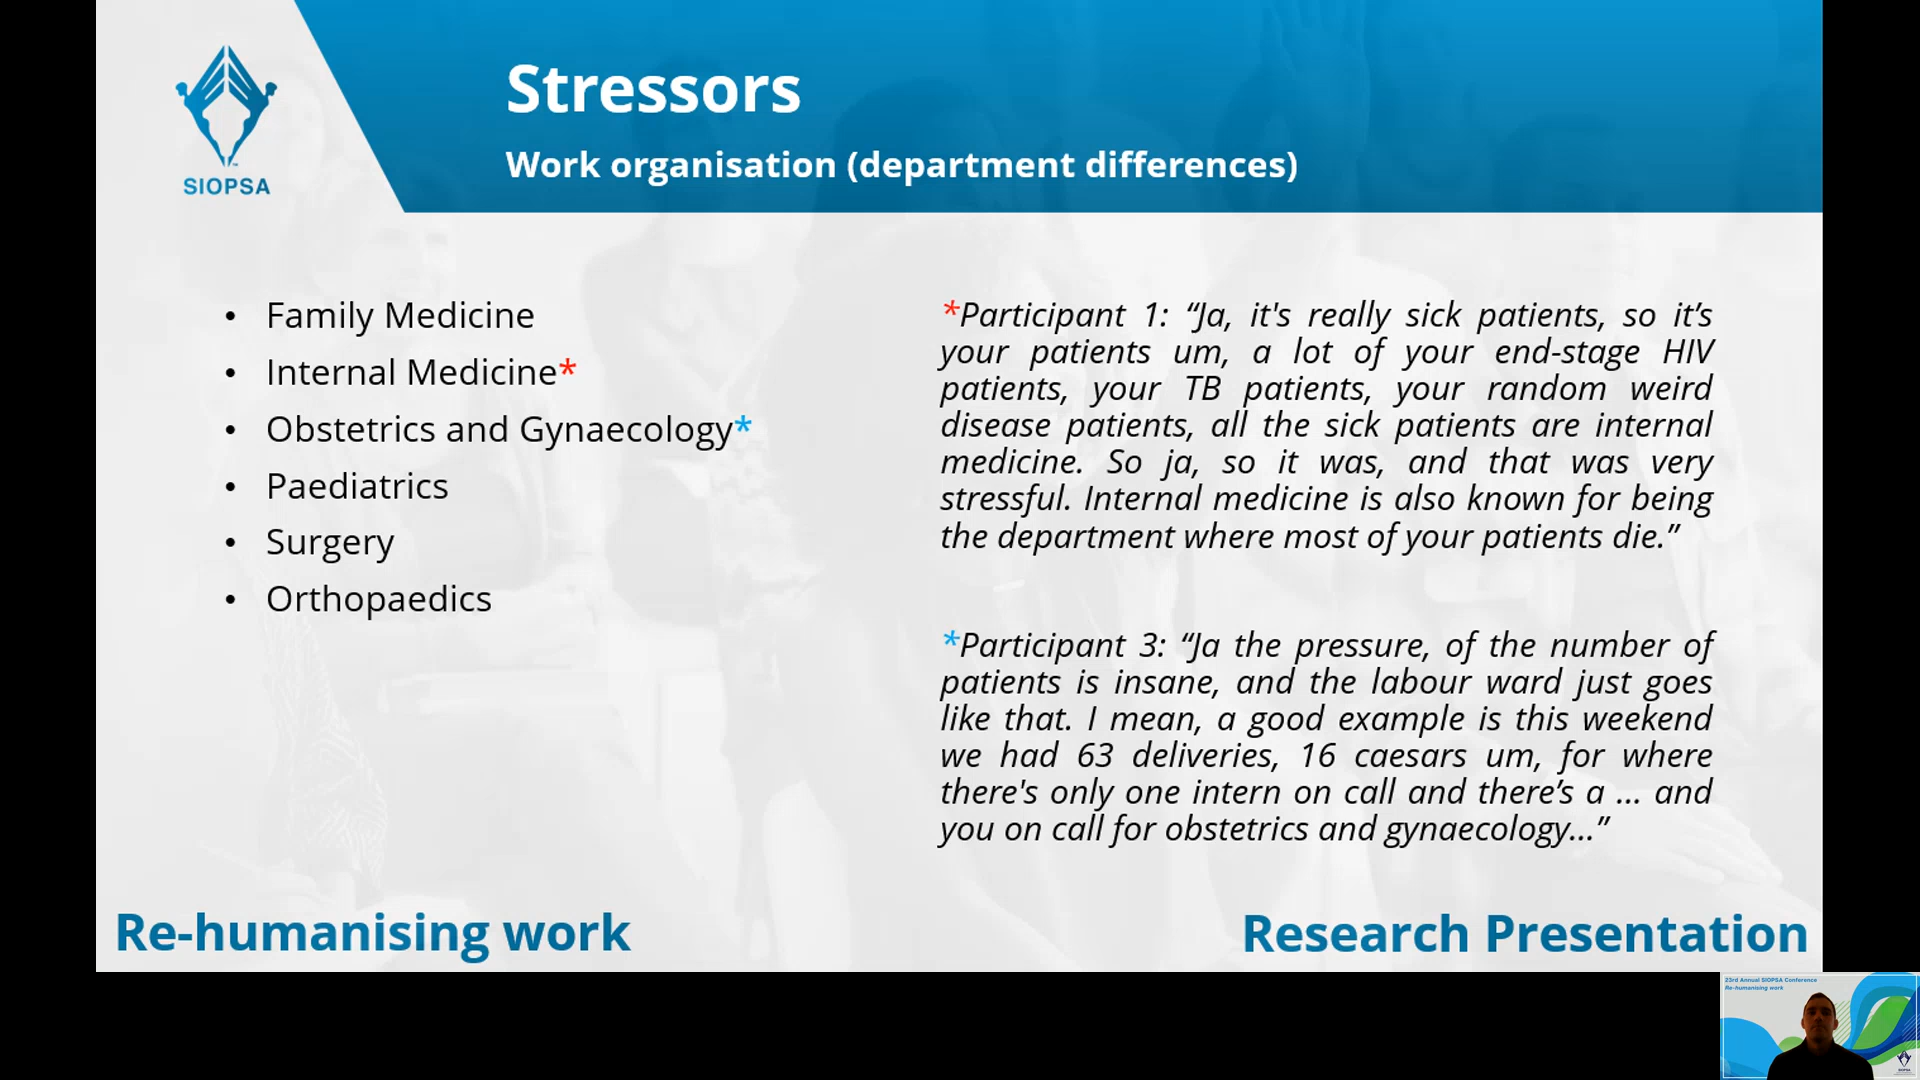 Stressors
Work organisation (department differences)
SIOPSA
• Family Medicine
• Internal Medicine*
• Obstetrics and Gynaecology*
• Paediatrics
• Surgery
• Orthopaedics
*Participant 1: “Ja, it's really sick patients, so it’s
your patients um, a lot of your end-stage HIV
patients, your TB patients, your random weird
disease patients, all the sick patients are internal
medicine. So ja, so it was, and that was very
stressful. Internal medicine is also known for being
the department where most of your patients die.”
*Participant 3: “Ja the pressure, of the number of
patients is insane, and the labour ward just goes
like that. I mean, a good example is this weekend
we had 63 deliveries, 16 caesars um, for where
there's only one intern on call and there’s a ... and
you on call for obstetrics and gynaecology...”
Re-humanising work
Research Presentation
23rd Annual SIOPSA Conference
Re-humanising work
SIOPSA